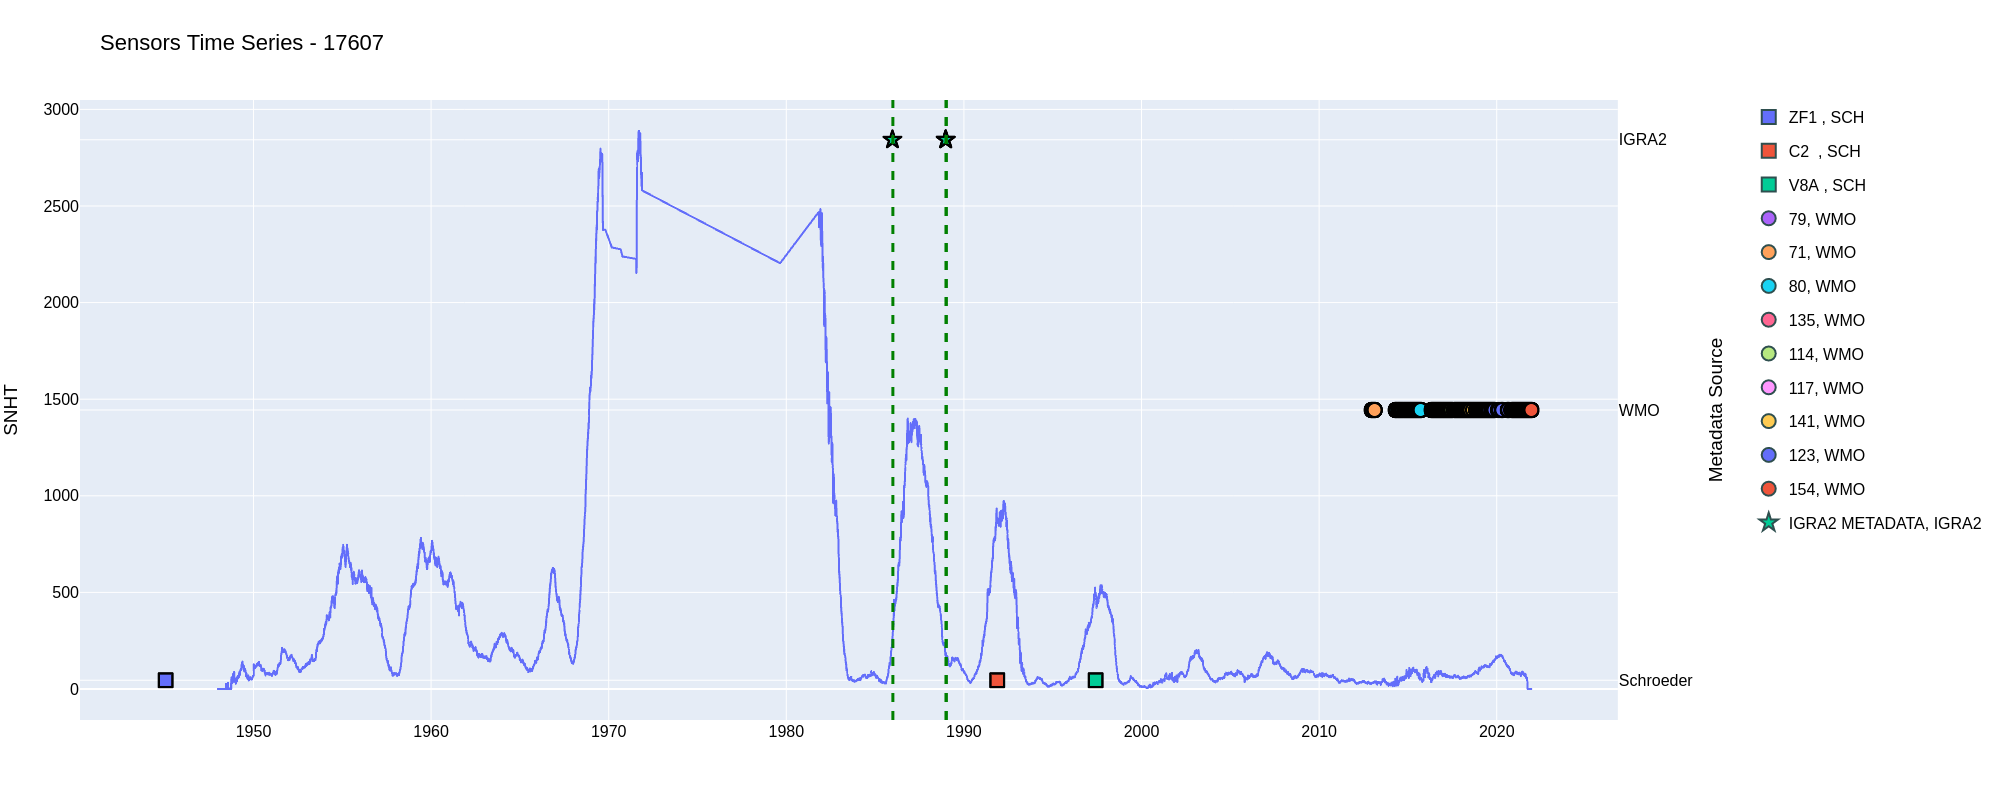 Sensors Time Series - 17607
3000
2500
2000
1500
1000
500
0
SNHT
1950
1960
1970
1980
1990
2000
2010
2020
IGRA2
WMO
Schroeder
Metadata Source
ZF1 , SCH
C2  , SCH
V8A , SCH
79, WMO
71, WMO
80, WMO
135, WMO
114, WMO
117, WMO
141, WMO
123, WMO
154, WMO
IGRA2 METADATA, IGRA2